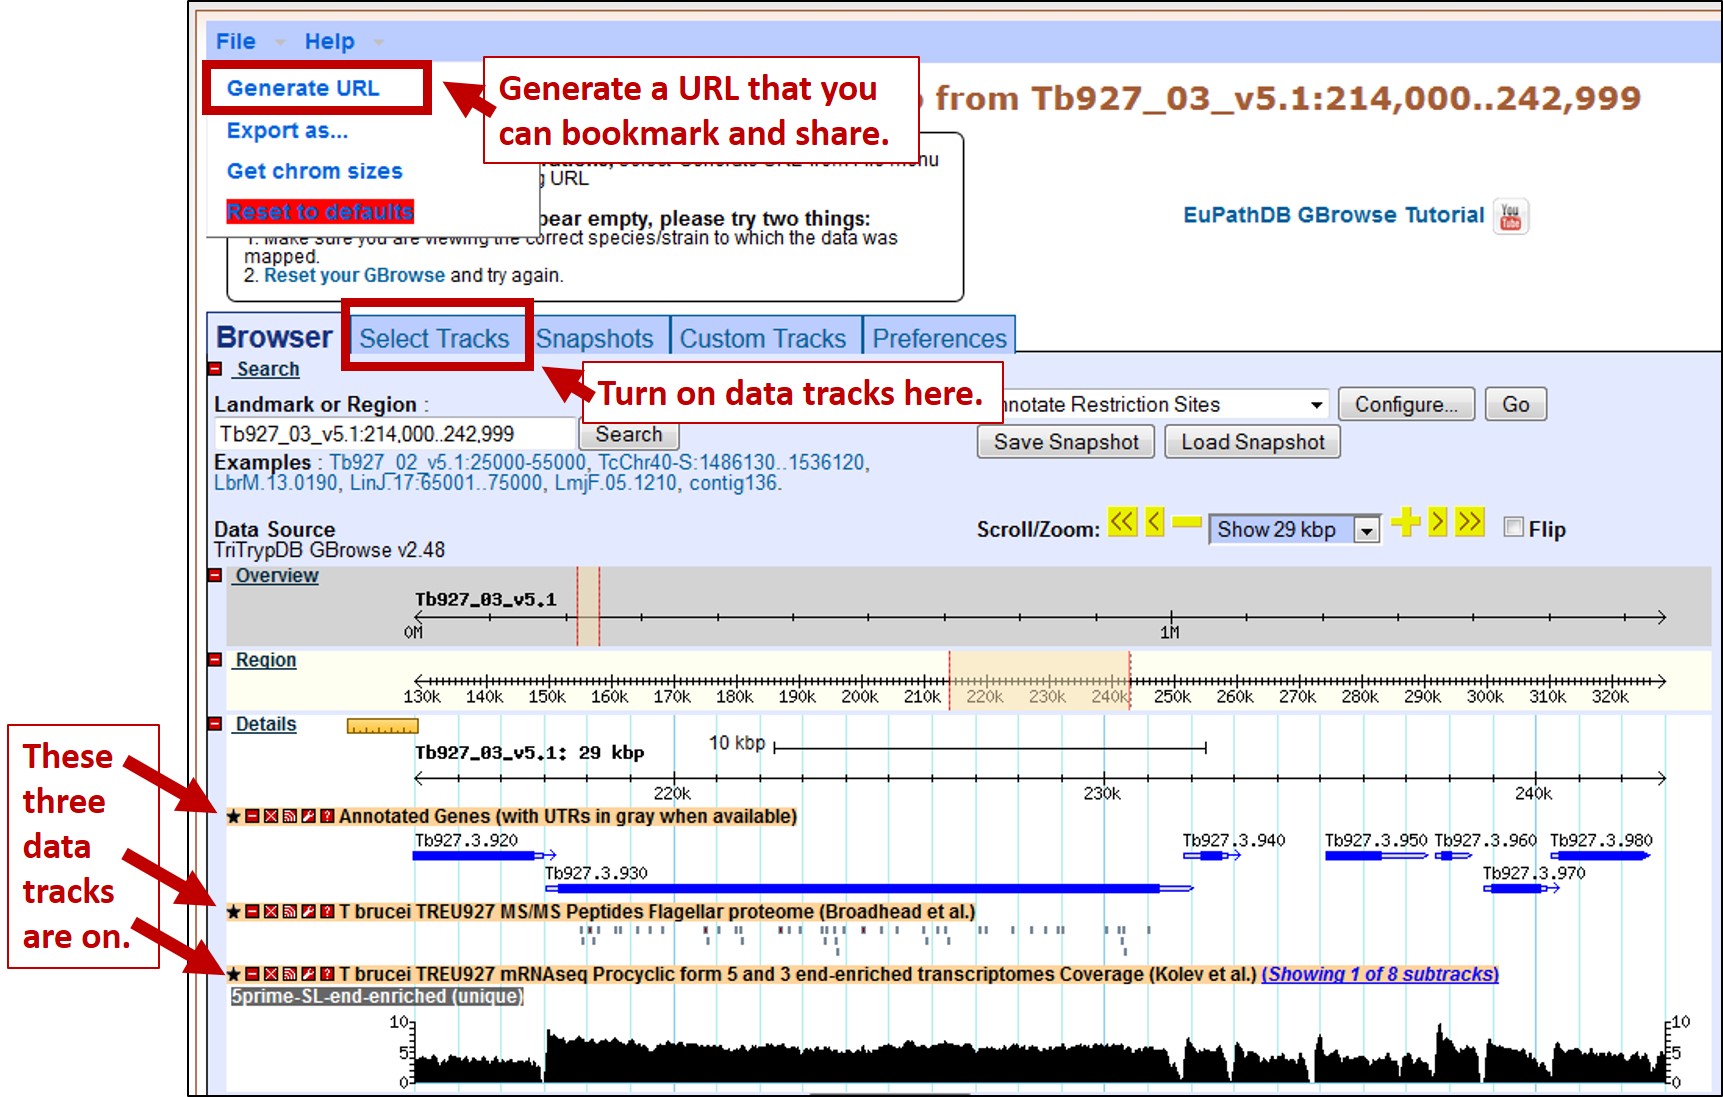 File Help
Generate URL
Export as...
Get chrom sizes
Reset to defaults
Generate a URL that you
can bookmark and share.
from Tb927_03_v5.1:214,000..242,999
select Generate URL from File menu
URL
pear empty, please try two things:
1. Make sure you are viewing the correct species/strain to which the data was
mapped.
2. Reset your GBrowse and try again.
EuPathDB GBrowse Tutorial
You
Tube
Browser Select Tracks Snapshots Custom Tracks Preferences
Turn on data tracks here.
Search
Landmark or Region :
Tb927_03_v5.1:214,000..242,999 Search
nnotate Restriction Sites Configure... Go
Save Snapshot Load Snapshot
Examples : Tb927_02_v5.1:25000-55000, TcChr40-S:1486130..1536120,
LbrM.13.0190, LinJ.17:65001..75000, LmjF.05.1210, contig136.
Data Source
TriTrypDB GBrowse v2.48
Scroll/Zoom: << < Show 29 kbp > >> Flip
Overview
Tb927_03_v5.1
0M 1M
Region
130k 140k 150k 160k 170k 180k 190k 200k 210k 220k 230k 240k 250k 260k 270k 280k 290k 300k 310k 320k
Details
Tb927_03_v5.1: 29 kbp
10 kbp
220k 230k 240k
These
three
data
tracks
are on.
Annotated Genes (with UTRs in gray when available)
Tb927.3.920 Tb927.3.940 Tb927.3.950 Tb927.3.960 Tb927.3.980
Tb927.3.930 Tb927.3.970
T brucei TREU927 MS/MS Peptides Flagellar proteome (Broadhead et al.)
T brucei TREU927 mRNAseq Procyclic form 5 and 3 end-enriched transcriptomes Coverage (Kolev et al.) (Showing 1 of 8 subtracks)
5prime-SL-end-enriched (unique)
10 10
5 5
0 0